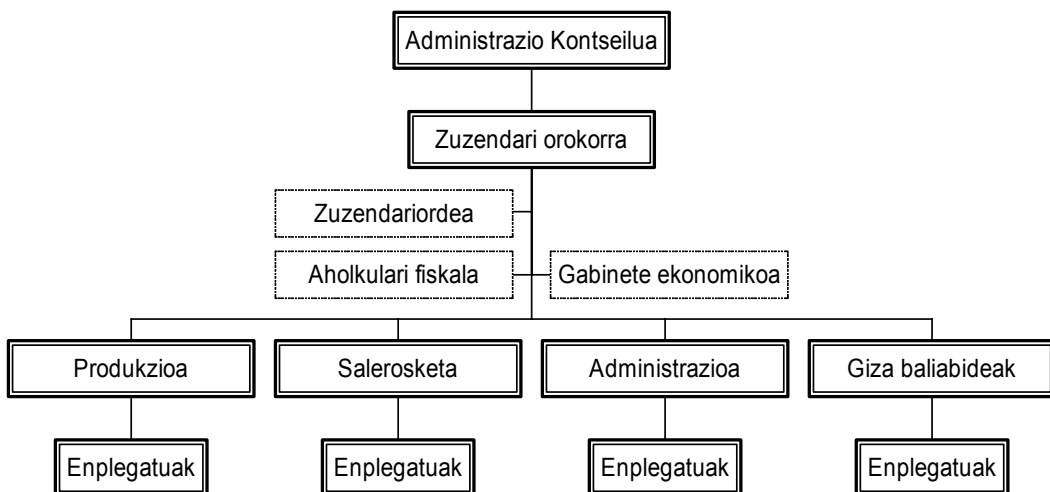 Administrazio Kontseilua
Zuzendari orokorra
Zuzendariordea
Aholkulari fiskala
Gabinete ekonomikoa
Produkzioa
Salerosketa
Administrazioa
Giza baliabideak
Enplegatuak
Enplegatuak
Enplegatuak
Enplegatuak